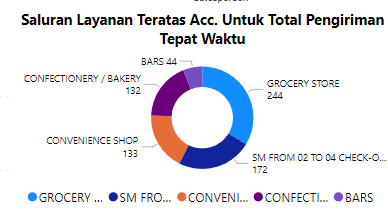 Saluran Layanan Teratas Acc. Untuk Total Pengiriman
Tepat Waktu
BARS 44
CONFECTIONERY / BAKERY
132
GROCERY STORE
244
CONVENIENCE SHOP
133
SM FROM 02 TO 04 CHECK-O...
172
GROCERY ... SM FRO... CONVENI... CONFECTI... BARS